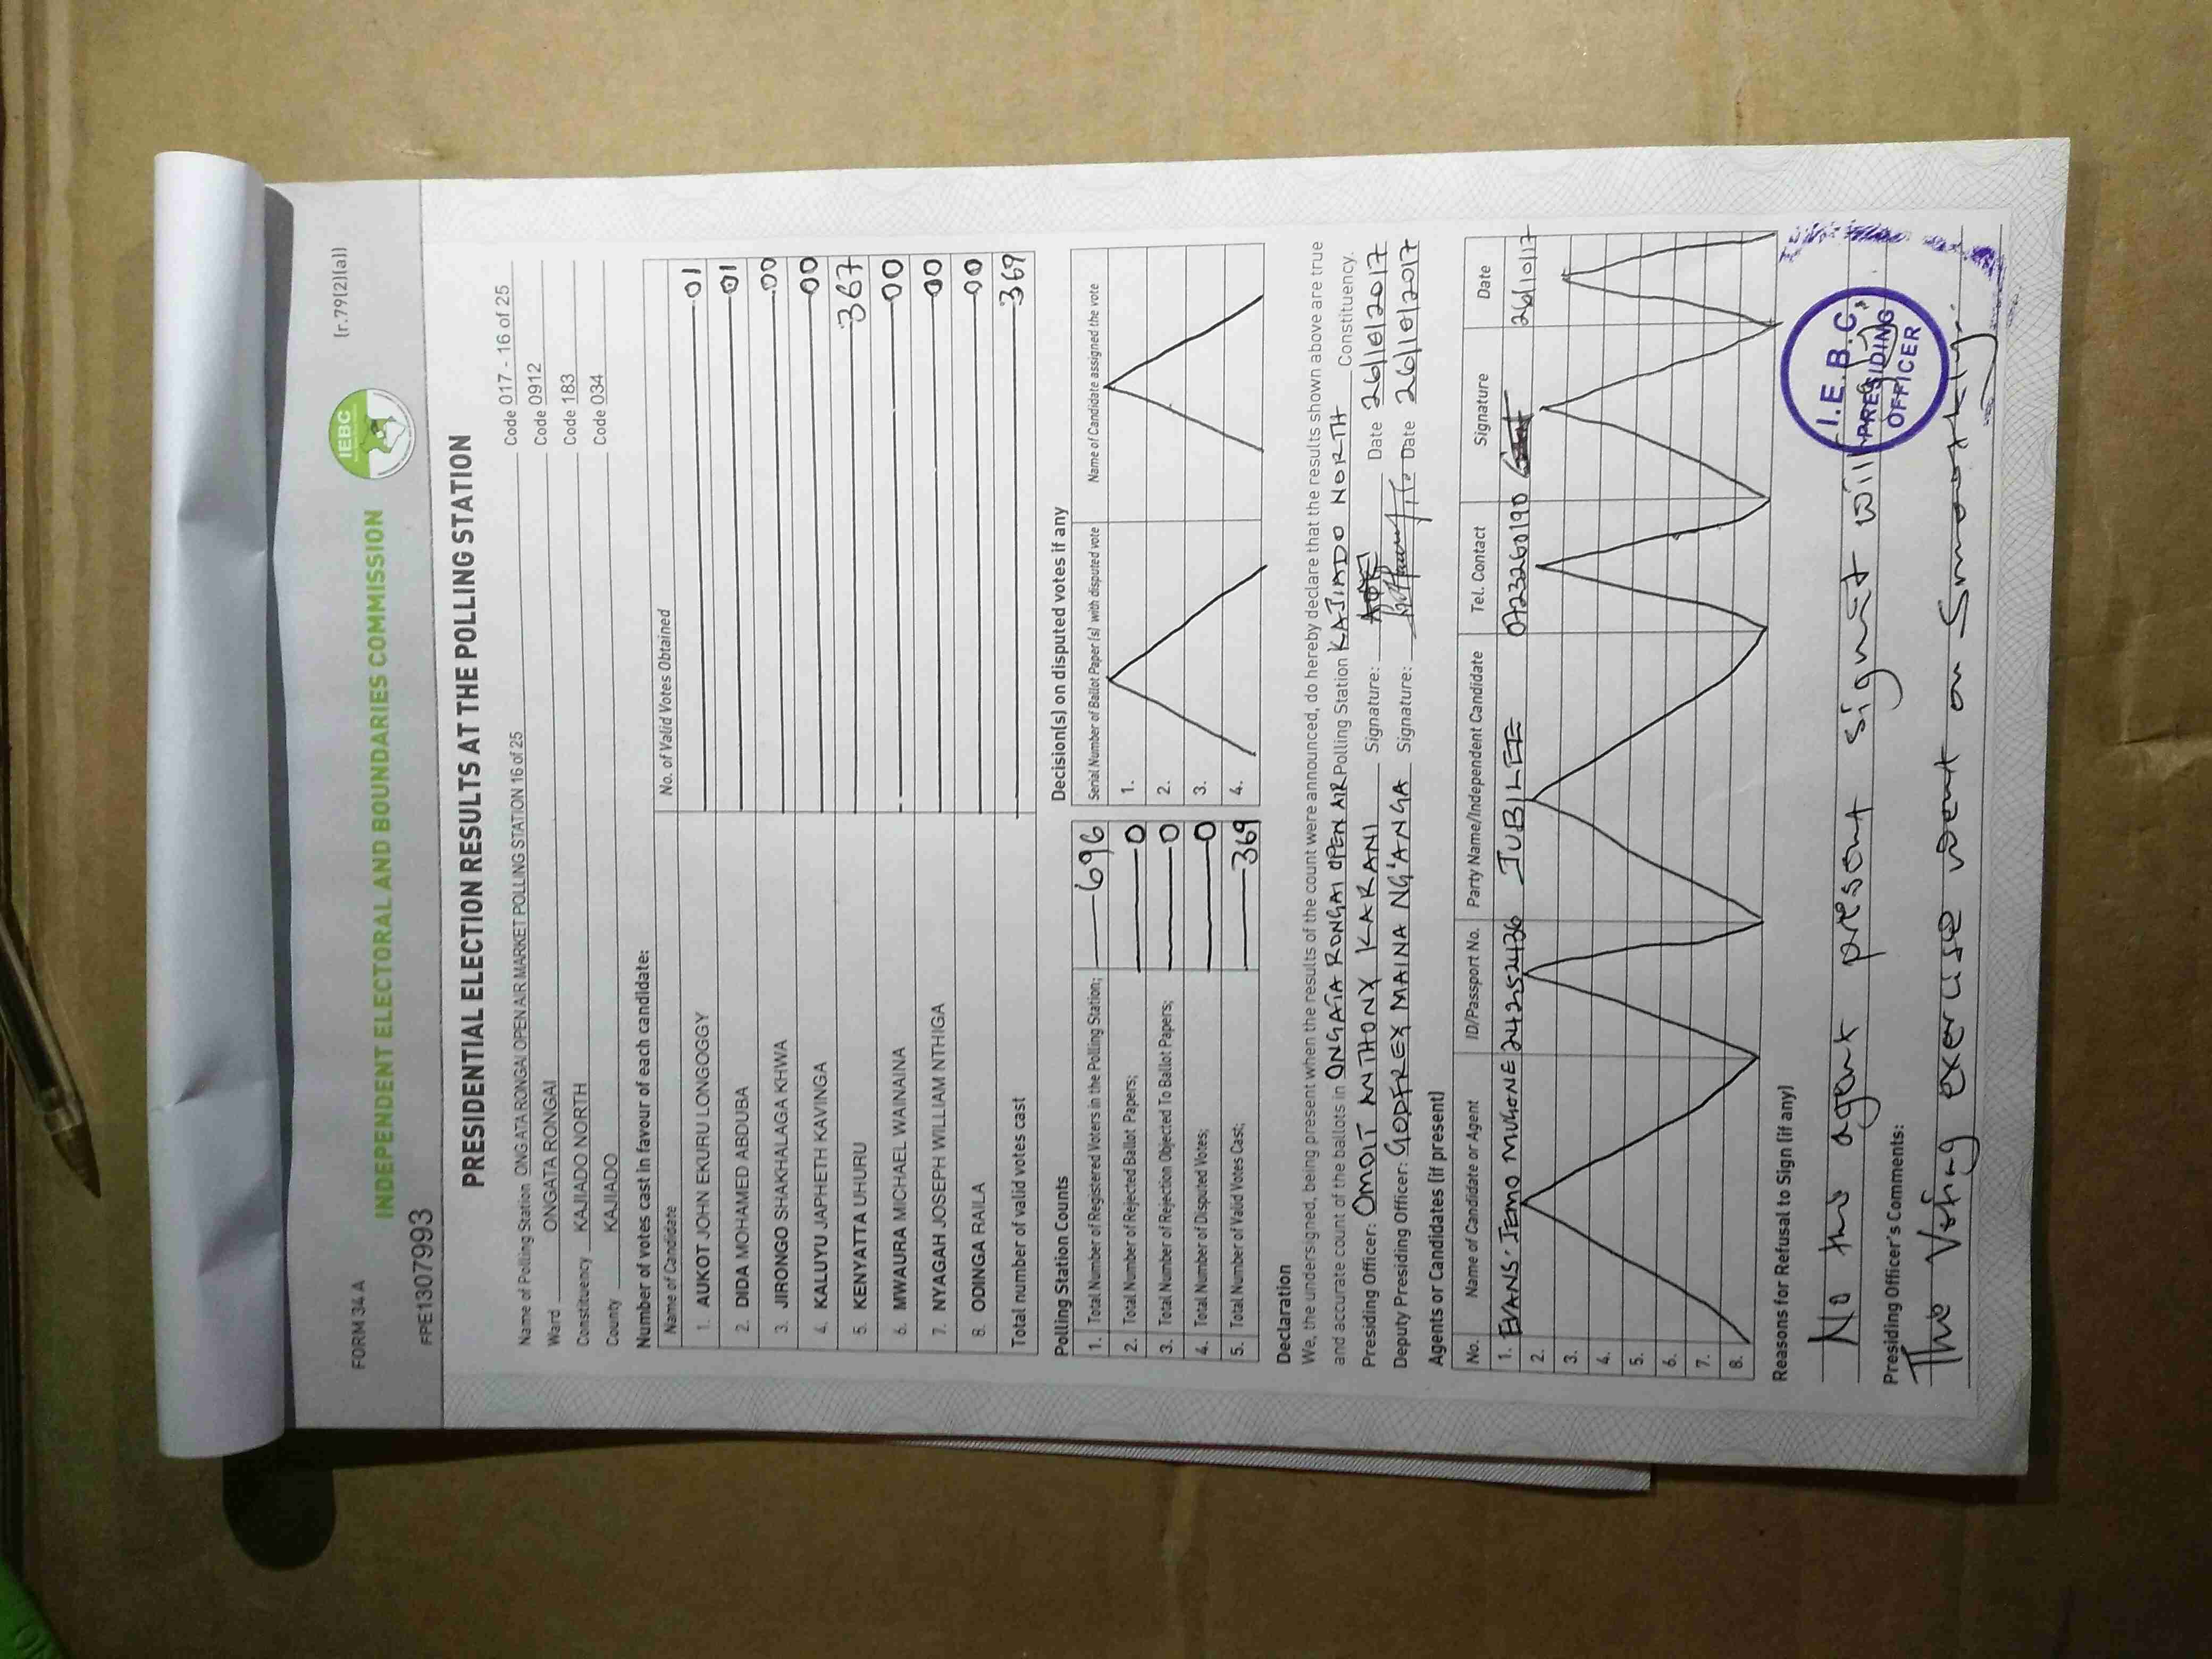 FORM 34 A
(r.79(2)(a))
IEBC
INDEPENDENT ELECTORAL AND BOUNDARIES COMMISSION
FPE1307993
PRESIDENTIAL ELECTION RESULTS AT THE POLLING STATION
Name of Polling Station ONGATA RONGAI OPEN AIR MARKET POLLING STATION 16 of 25 Code 017 - 16 of 25
Ward ONGATA RONGAI Code 0912
Constituency KAJIADO NORTH Code 183
County KAJIADO Code 034
Number of votes cast in favour of each candidate:
Name of Candidate No. of Valid Votes Obtained
1. AUKOT JOHN EKURU LONGOGGY 01
2. DIDA MOHAMED ABDUBA 01
3. JIRONGO SHAKHALAGA KHWA 00
4. KALUYU JAPHETH KAVINGA 00
5. KENYATTA UHURU 367
6. MWAURA MICHAEL WAINAINA 00
7. NYAGAH JOSEPH WILLIAM NTHIGA 00
8. ODINGA RAILA 00
Total number of valid votes cast 369
Polling Station Counts
1. Total Number of Registered Voters in the Polling Station; 696
2. Total Number of Rejected Ballot Papers; 0
3. Total Number of Rejection Objected To Ballot Papers; 0
4. Total Number of Disputed Votes; 0
5. Total Number of Valid Votes Cast; 369
Decision(s) on disputed votes if any
Serial Number of Ballot Paper (s) with disputed vote Name of Candidate assigned the vote
1.
2.
3.
4.
Declaration
We, the undersigned, being present when the results of the count were announced, do hereby declare that the results shown above are true
and accurate count of the ballots in ONGATA RONGAI OPEN AIR Polling Station KAJIADO NORTH Constituency.
Presiding Officer: OMOIT ANTHONY KARANI Signature: Date 26/10/2017
Deputy Presiding Officer: GODFREY MAINA NG'ANGA Signature: Date 26/10/2017
Agents or Candidates (if present)
No. Name of Candidate or Agent ID/Passport No. Party Name/Independent Candidate Tel. Contact Signature Date
1. EVANS 24252436 JUBILEE 0723260190 26/10/17
2.
3.
4.
5.
6.
7.
8.
Reasons for Refusal to Sign (if any)
No the agent present signit will
Presiding Officer's Comments:
The Voting exercise went on Smoothly.
I.E.B.C.
PRESIDING
OFFICER